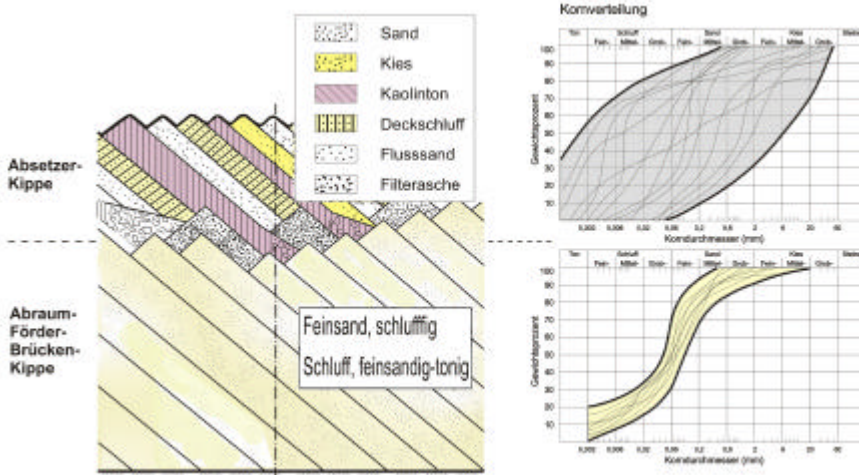 Kornverteilung
Sand
Kies
Kaolinton
Deckschluff
Flusssand
Filterasche
Absetzer-
Kippe
Abraum-
Förder-
Brücken-
Kippe
Feinsand, schlufffig
Schluff, feinsandig-tonig
Ton Schluff Sand Kies Steine
Fein- Mittel- Grob- Fein- Mittel- Grob- Fein- Mittel- Grob-
Gewichtsprozent
100
90
80
70
60
50
40
30
20
10
0,002 0,006 0,02 0,06 0,2 0,6 2 6 20 60
Korndurchmesser (mm)
Ton Schluff Sand Kies Steine
Fein- Mittel- Grob- Fein- Mittel- Grob- Fein- Mittel- Grob-
Gewichtsprozent
100
90
80
70
60
50
40
30
20
10
0,002 0,006 0,02 0,06 0,2 0,6 2 6 20 60
Korndurchmesser (mm)